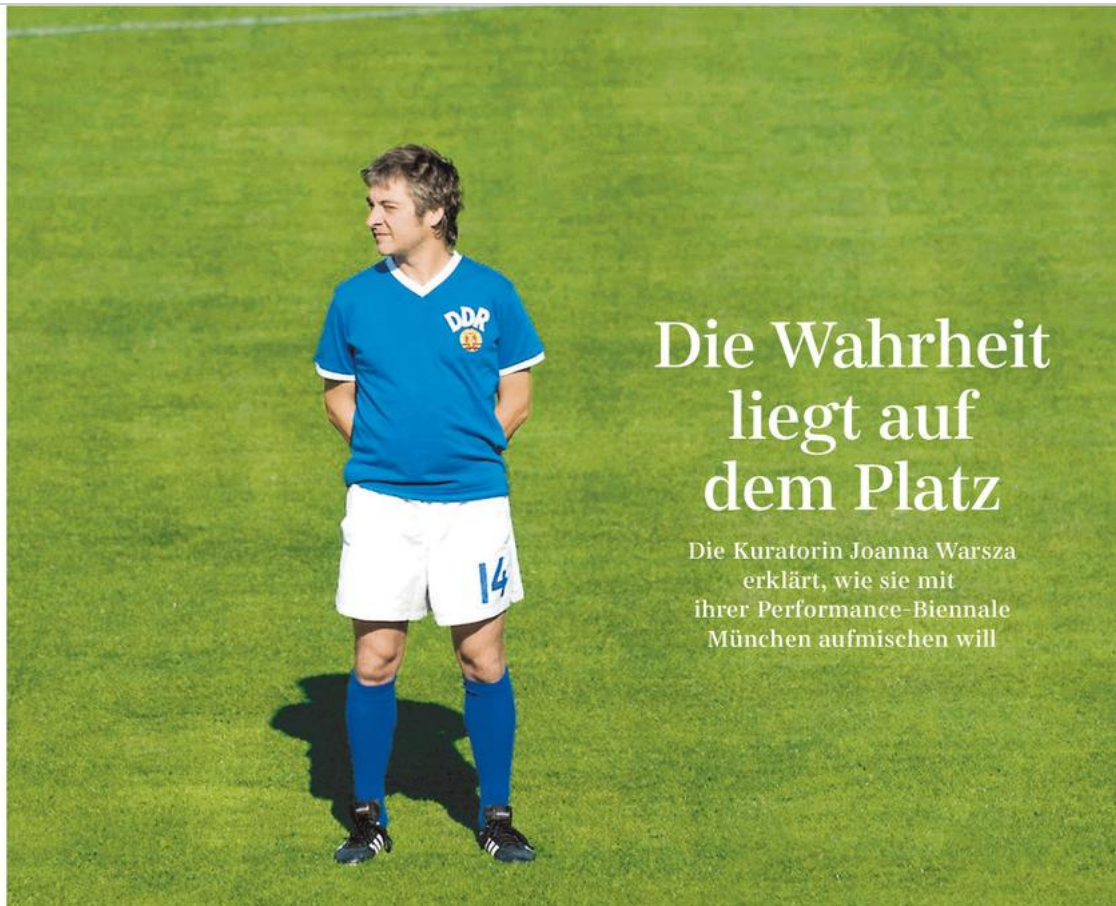 DDR
14
Die Wahrheit
liegt auf
dem Platz
Die Kuratorin Joanna Warsza
erklärt, wie sie mit
ihrer Performance-Biennale
München aufmischen will